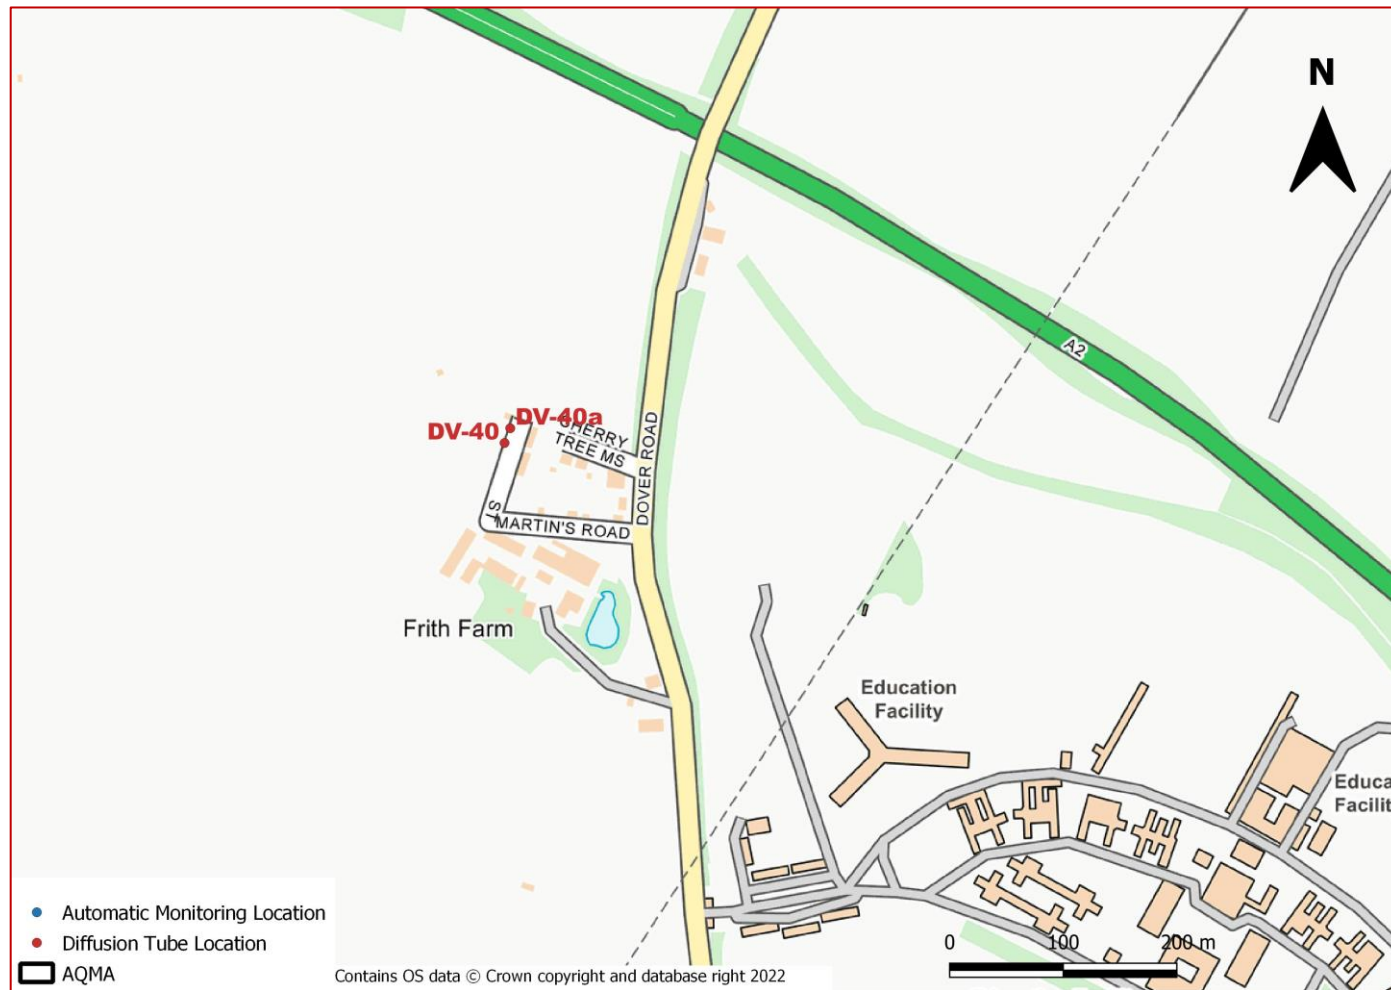 N
A2
DV-40a
DV-40
CHERRY
TREE MS
DOVER ROAD
ST
MARTIN'S ROAD
Frith Farm
Education
Facility
Educa
Facilit
Automatic Monitoring Location
Diffusion Tube Location
AQMA
Contains OS data © Crown copyright and database right 2022
0 100 200 m